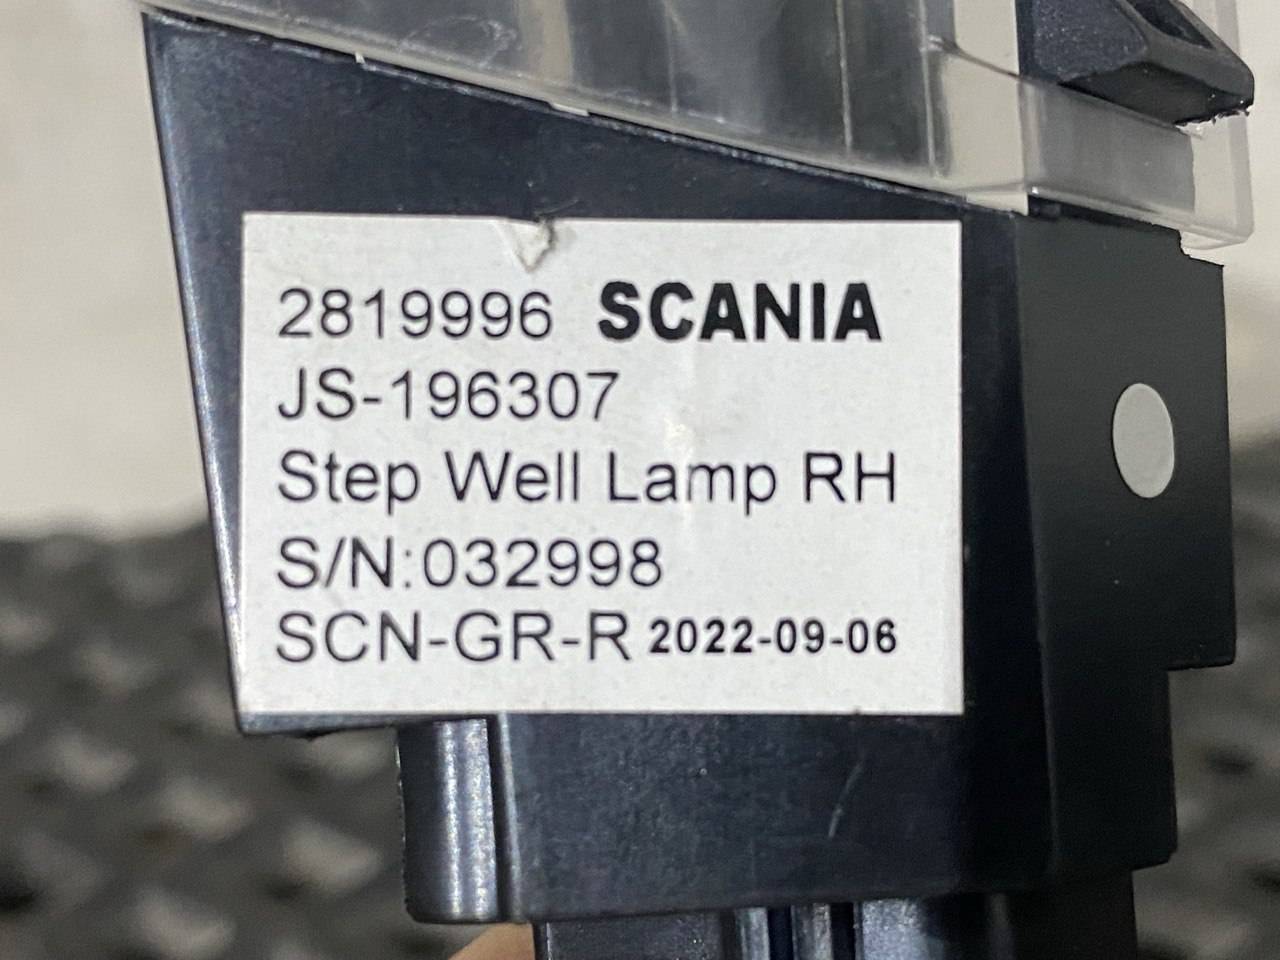 2819996 SCANIA
JS-196307
Step Well Lamp RH
S/N:032998
SCN-GR-R 2022-09-06